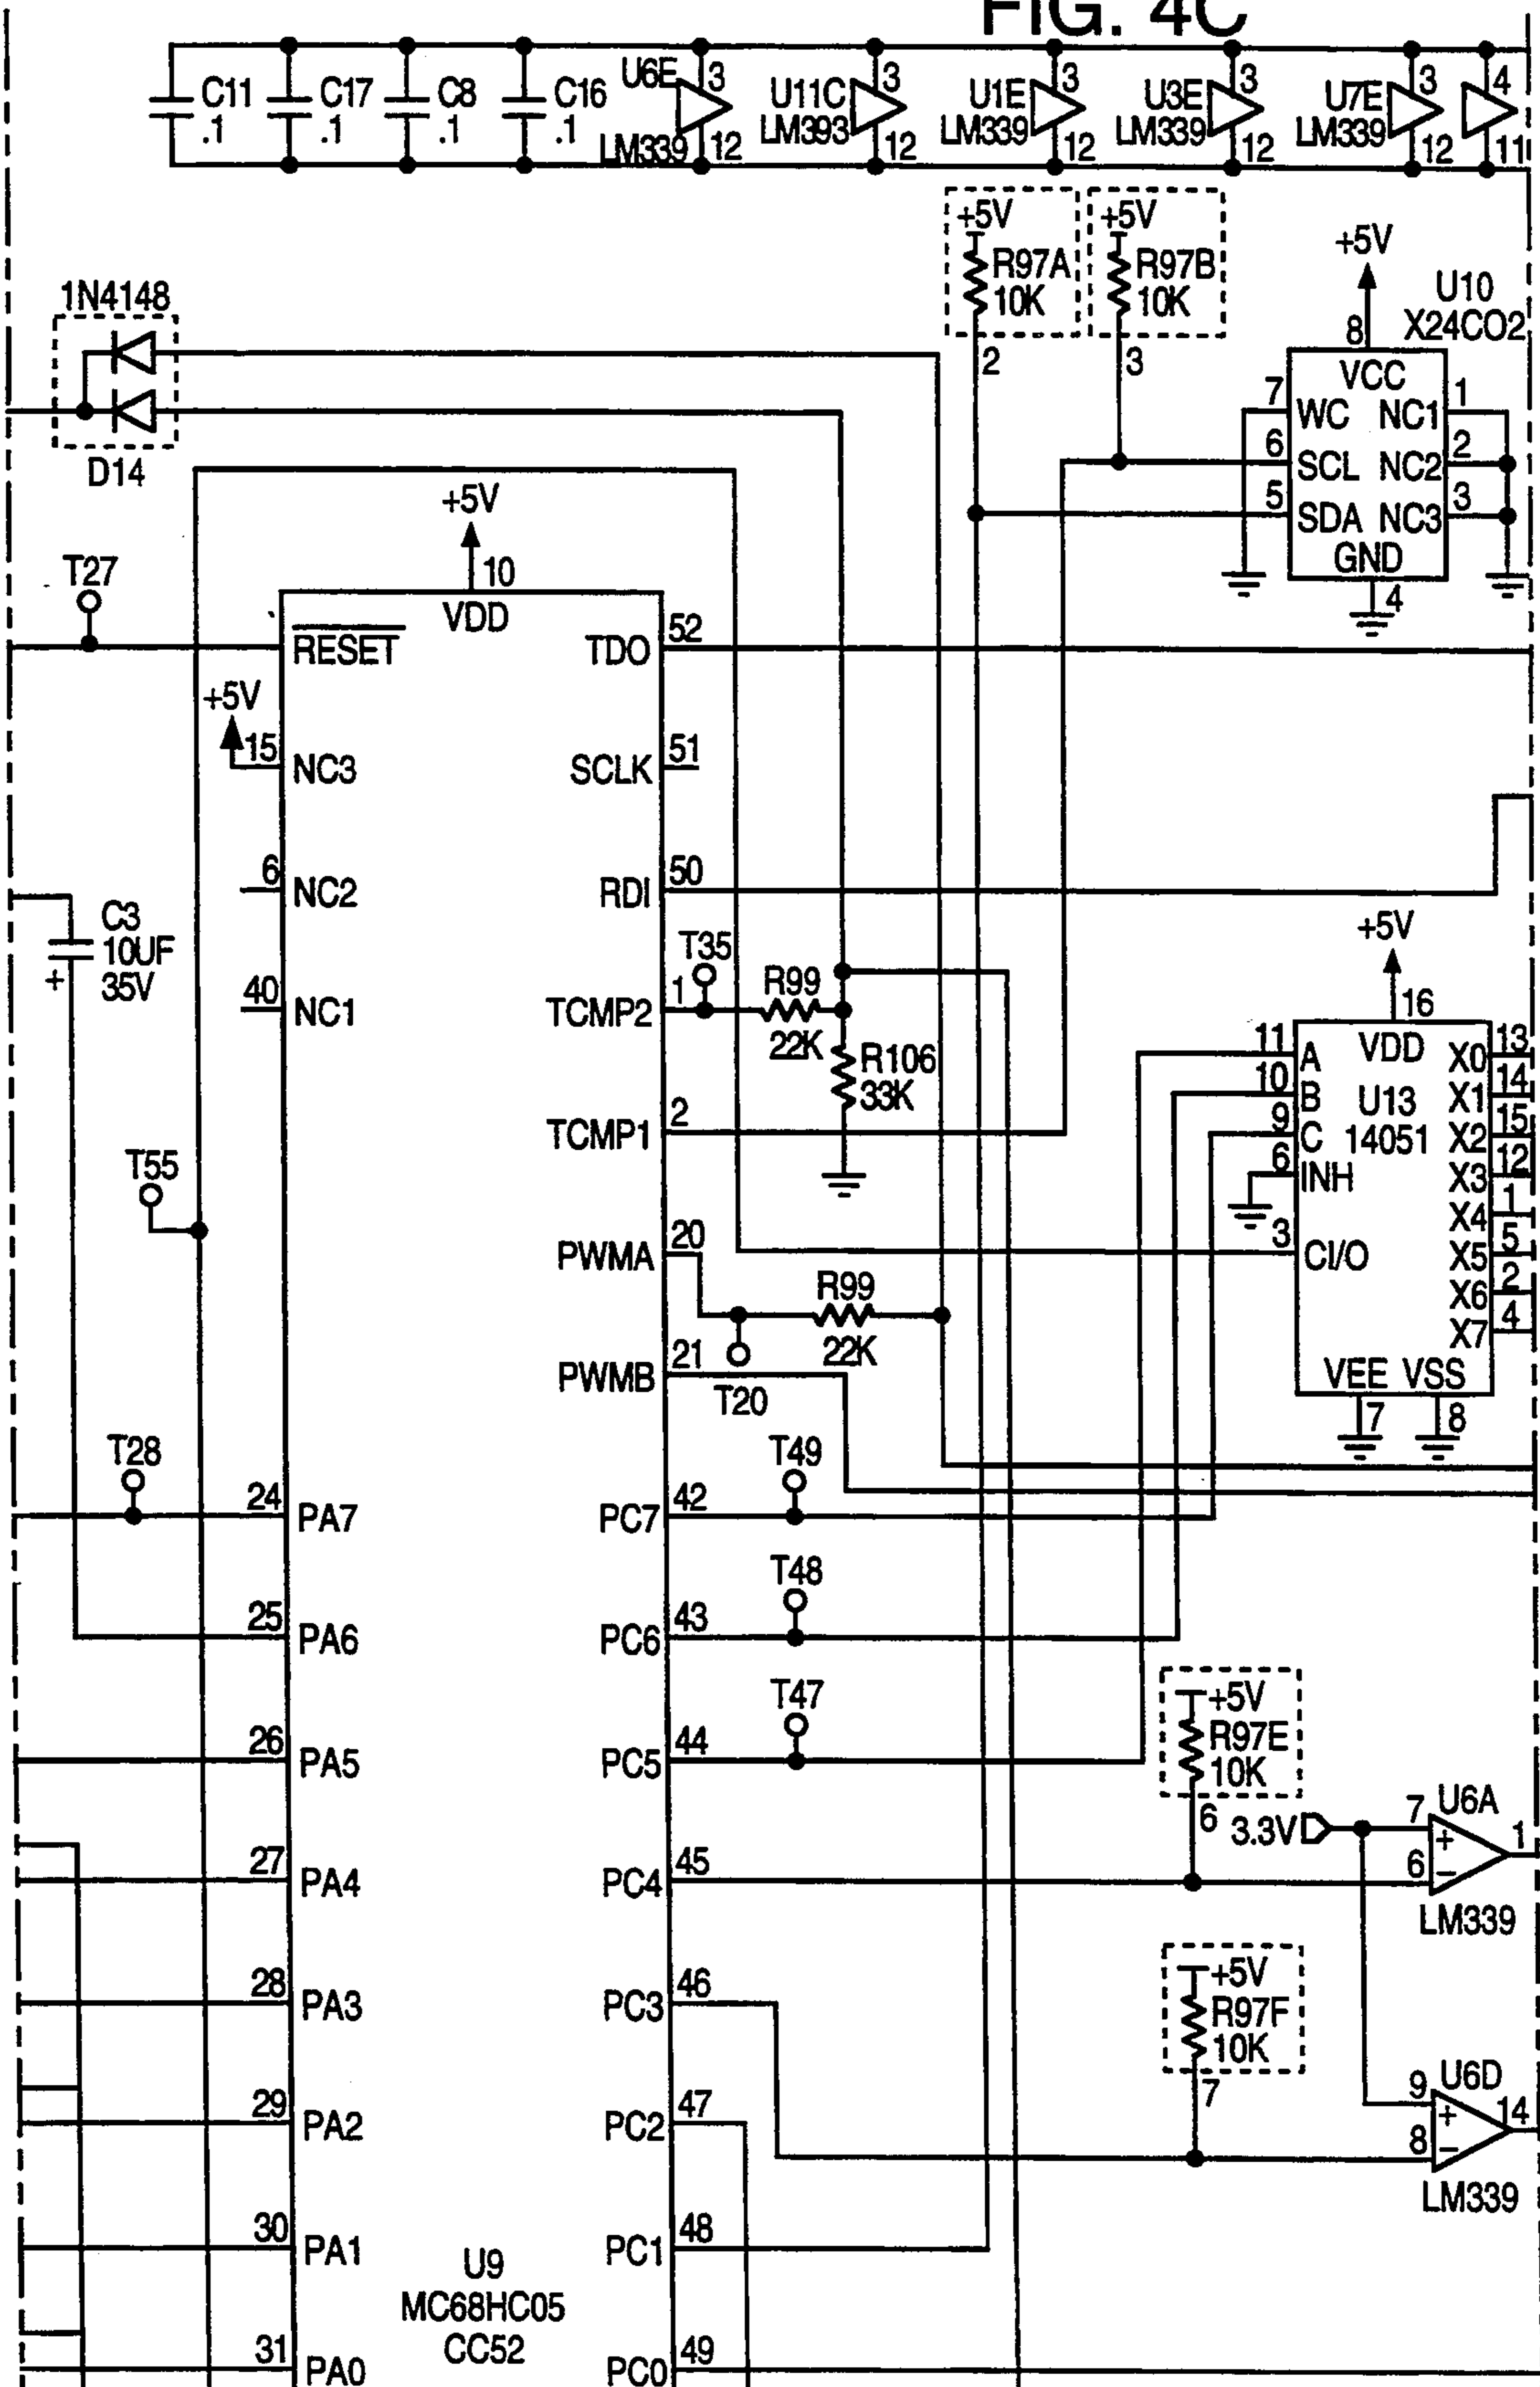 FIG. 4C
C11
.1
C17
.1
C8
.1
C16
.1
U6E
3
LM339
12
U11C
3
LM393
12
U1E
3
LM339
12
U3E
3
LM339
12
U7E
3
LM339
12
4
11
+5V
R97A
10K
2
+5V
R97B
10K
3
+5V
8
U10
X24CO2
VCC
7
WC
NC1
1
6
SCL
NC2
2
5
SDA
NC3
3
GND
4
1N4148
D14
+5V
10
VDD
T27
RESET
TDO
52
+5V
15
NC3
SCLK
51
6
NC2
RDI
50
C3
10UF
35V
+
40
NC1
TCMP2
1
T35
R99
22K
R106
33K
TCMP1
2
T55
PWMA
20
R99
22K
T20
PWMB
21
+5V
16
VDD
U13
14051
11
A
X0
13
10
B
X1
14
9
C
X2
15
6
INH
X3
12
X4
1
3
CI/O
X5
5
X6
2
X7
4
VEE
VSS
7
8
T28
24
PA7
PC7
42
T49
25
PA6
PC6
43
T48
26
PA5
PC5
44
T47
27
PA4
PC4
45
+5V
R97E
10K
6
3.3V
7
+
6
−
U6A
1
LM339
28
PA3
PC3
46
+5V
R97F
10K
7
9
+
8
−
U6D
14
LM339
29
PA2
PC2
47
30
PA1
PC1
48
U9
MC68HC05
CC52
31
PA0
PC0
49